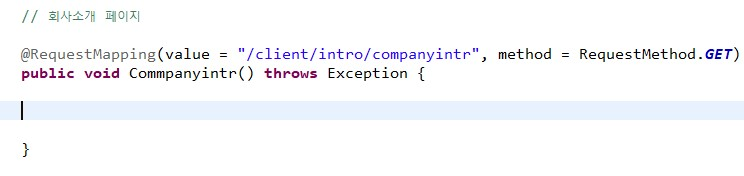 // 회사소개 페이지
@RequestMapping(value = "/client/intro/companyintr", method = RequestMethod.GET)
public void Commpanyintr() throws Exception {
}